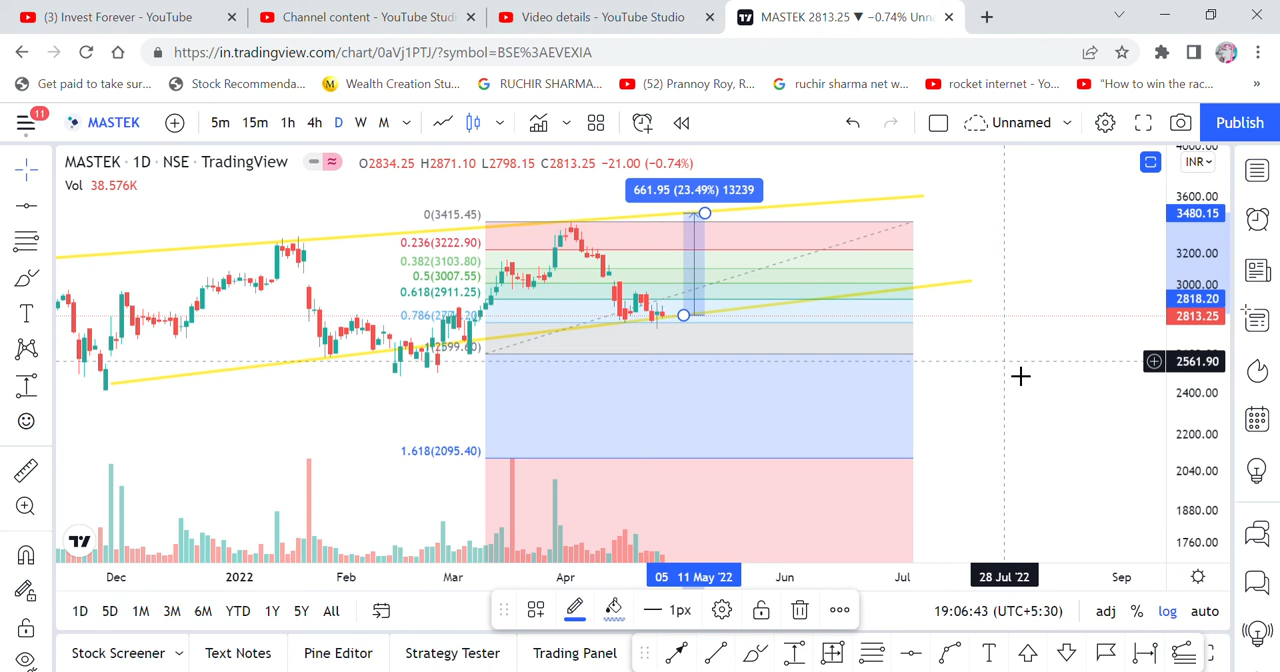 (3) Invest Forever - YouTube
Channel content - YouTube Studi
Video details - YouTube Studio
MASTEK 2813.25 ▼ −0.74% Unna
https://in.tradingview.com/chart/0aVj1PTJ/?symbol=BSE%3AEVEXIA
Get paid to take sur...
Stock Recommenda...
Wealth Creation Stu...
RUCHIR SHARMA...
(52) Prannoy Roy, R...
ruchir sharma net w...
rocket internet - Yo...
"How to win the rac...
»
11
MASTEK
5m 15m 1h 4h D W M
Unnamed
Publish
MASTEK · 1D · NSE · TradingView
O2834.25 H2871.10 L2798.15 C2813.25 −21.00 (−0.74%)
INR
Vol 38.576K
661.95 (23.49%) 13239
0(3415.45)
0.236(3222.90)
0.382(3103.80)
0.5(3007.55)
0.618(2911.25)
1(2599.60)
1.618(2095.40)
4000.00
3600.00
3480.15
3200.00
3000.00
2818.20
2813.25
2561.90
2400.00
2200.00
2040.00
1880.00
1760.00
Dec 2022 Feb Mar Apr 05 11 May '22 Jun Jul 28 Jul '22 Sep
1D 5D 1M 3M 6M YTD 1Y 5Y All
1px
19:06:43 (UTC+5:30)
adj % log auto
Stock Screener
Text Notes
Pine Editor
Strategy Tester
Trading Panel